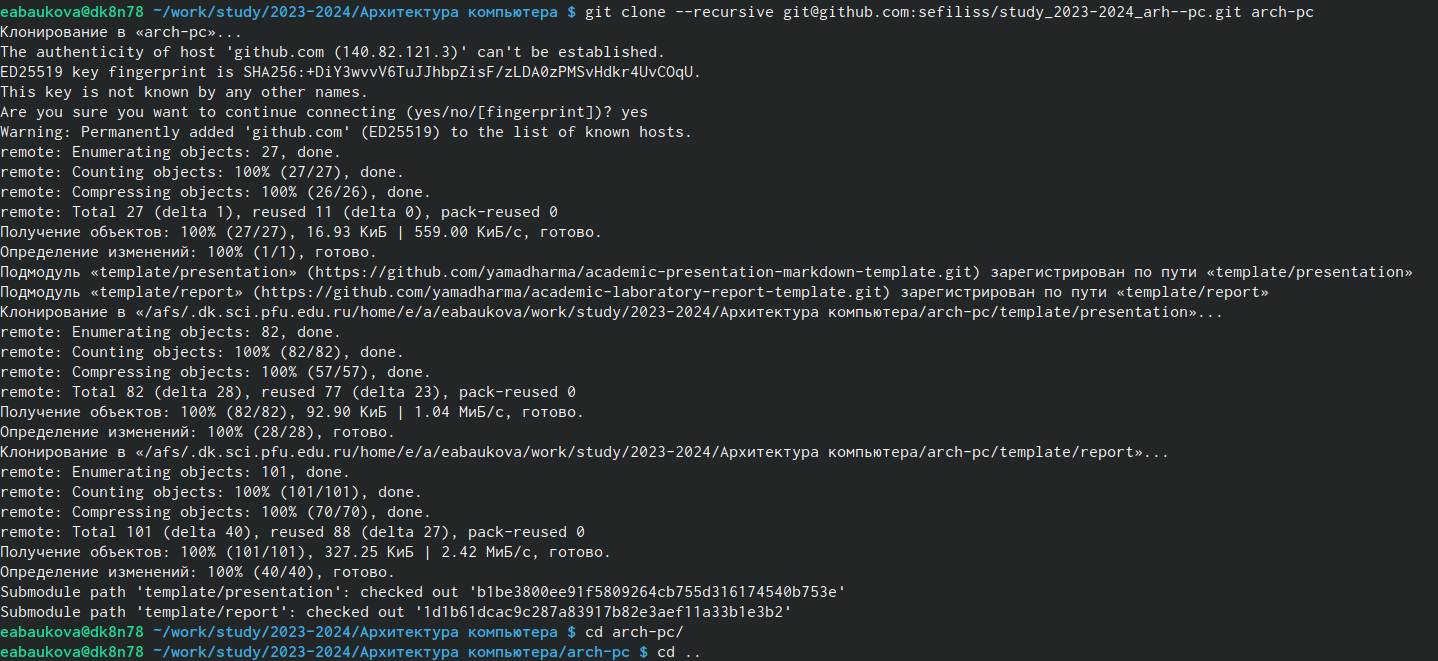 eabaukova@dk8n78 ~/work/study/2023-2024/Архитектура компьютера $ git clone --recursive git@github.com:sefiliss/study_2023-2024_arh--pc.git arch-pc
Клонирование в «arch-pc»...
The authenticity of host 'github.com (140.82.121.3)' can't be established.
ED25519 key fingerprint is SHA256:+DiY3wvvV6TuJJhbpZisF/zLDA0zPMSvHdkr4UvCOqU.
This key is not known by any other names.
Are you sure you want to continue connecting (yes/no/[fingerprint])? yes
Warning: Permanently added 'github.com' (ED25519) to the list of known hosts.
remote: Enumerating objects: 27, done.
remote: Counting objects: 100% (27/27), done.
remote: Compressing objects: 100% (26/26), done.
remote: Total 27 (delta 1), reused 11 (delta 0), pack-reused 0
Получение объектов: 100% (27/27), 16.93 КиБ | 559.00 КиБ/с, готово.
Определение изменений: 100% (1/1), готово.
Подмодуль «template/presentation» (https://github.com/yamadharma/academic-presentation-markdown-template.git) зарегистрирован по пути «template/presentation»
Подмодуль «template/report» (https://github.com/yamadharma/academic-laboratory-report-template.git) зарегистрирован по пути «template/report»
Клонирование в «/afs/.dk.sci.pfu.edu.ru/home/e/a/eabaukova/work/study/2023-2024/Архитектура компьютера/arch-pc/template/presentation»...
remote: Enumerating objects: 82, done.
remote: Counting objects: 100% (82/82), done.
remote: Compressing objects: 100% (57/57), done.
remote: Total 82 (delta 28), reused 77 (delta 23), pack-reused 0
Получение объектов: 100% (82/82), 92.90 КиБ | 1.04 МиБ/с, готово.
Определение изменений: 100% (28/28), готово.
Клонирование в «/afs/.dk.sci.pfu.edu.ru/home/e/a/eabaukova/work/study/2023-2024/Архитектура компьютера/arch-pc/template/report»...
remote: Enumerating objects: 101, done.
remote: Counting objects: 100% (101/101), done.
remote: Compressing objects: 100% (70/70), done.
remote: Total 101 (delta 40), reused 88 (delta 27), pack-reused 0
Получение объектов: 100% (101/101), 327.25 КиБ | 2.42 МиБ/с, готово.
Определение изменений: 100% (40/40), готово.
Submodule path 'template/presentation': checked out 'b1be3800ee91f5809264cb755d316174540b753e'
Submodule path 'template/report': checked out '1d1b61dcac9c287a83917b82e3aef11a33b1e3b2'
eabaukova@dk8n78 ~/work/study/2023-2024/Архитектура компьютера $ cd arch-pc/
eabaukova@dk8n78 ~/work/study/2023-2024/Архитектура компьютера/arch-pc $ cd ..